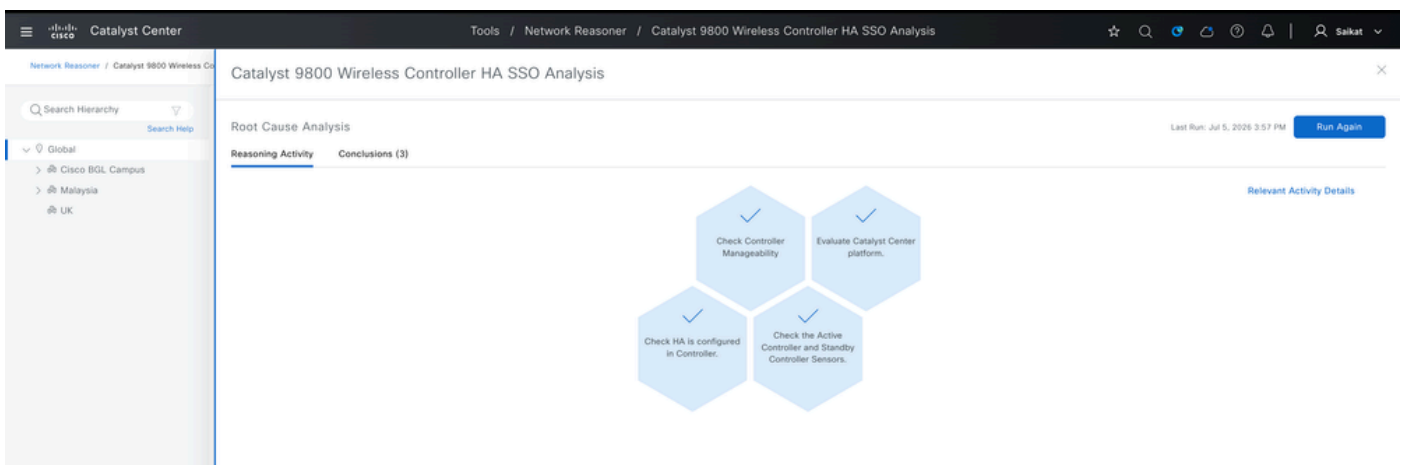 CISCO Catalyst Center
Tools / Network Reasoner / Catalyst 9800 Wireless Controller HA SSO Analysis
Saikat
Network Reasoner / Catalyst 9800 Wireless Co
Catalyst 9800 Wireless Controller HA SSO Analysis
Search Hierarchy
Search Help
Global
Cisco BGL Campus
Malaysia
UK
Root Cause Analysis
Last Run: Jul 5, 2026 3:57 PM
Run Again
Reasoning Activity Conclusions (3)
Relevant Activity Details
Check Controller
Manageability
Evaluate Catalyst Center
platform.
Check HA is configured
in Controller.
Check the Active
Controller and Standby
Controller Sensors.